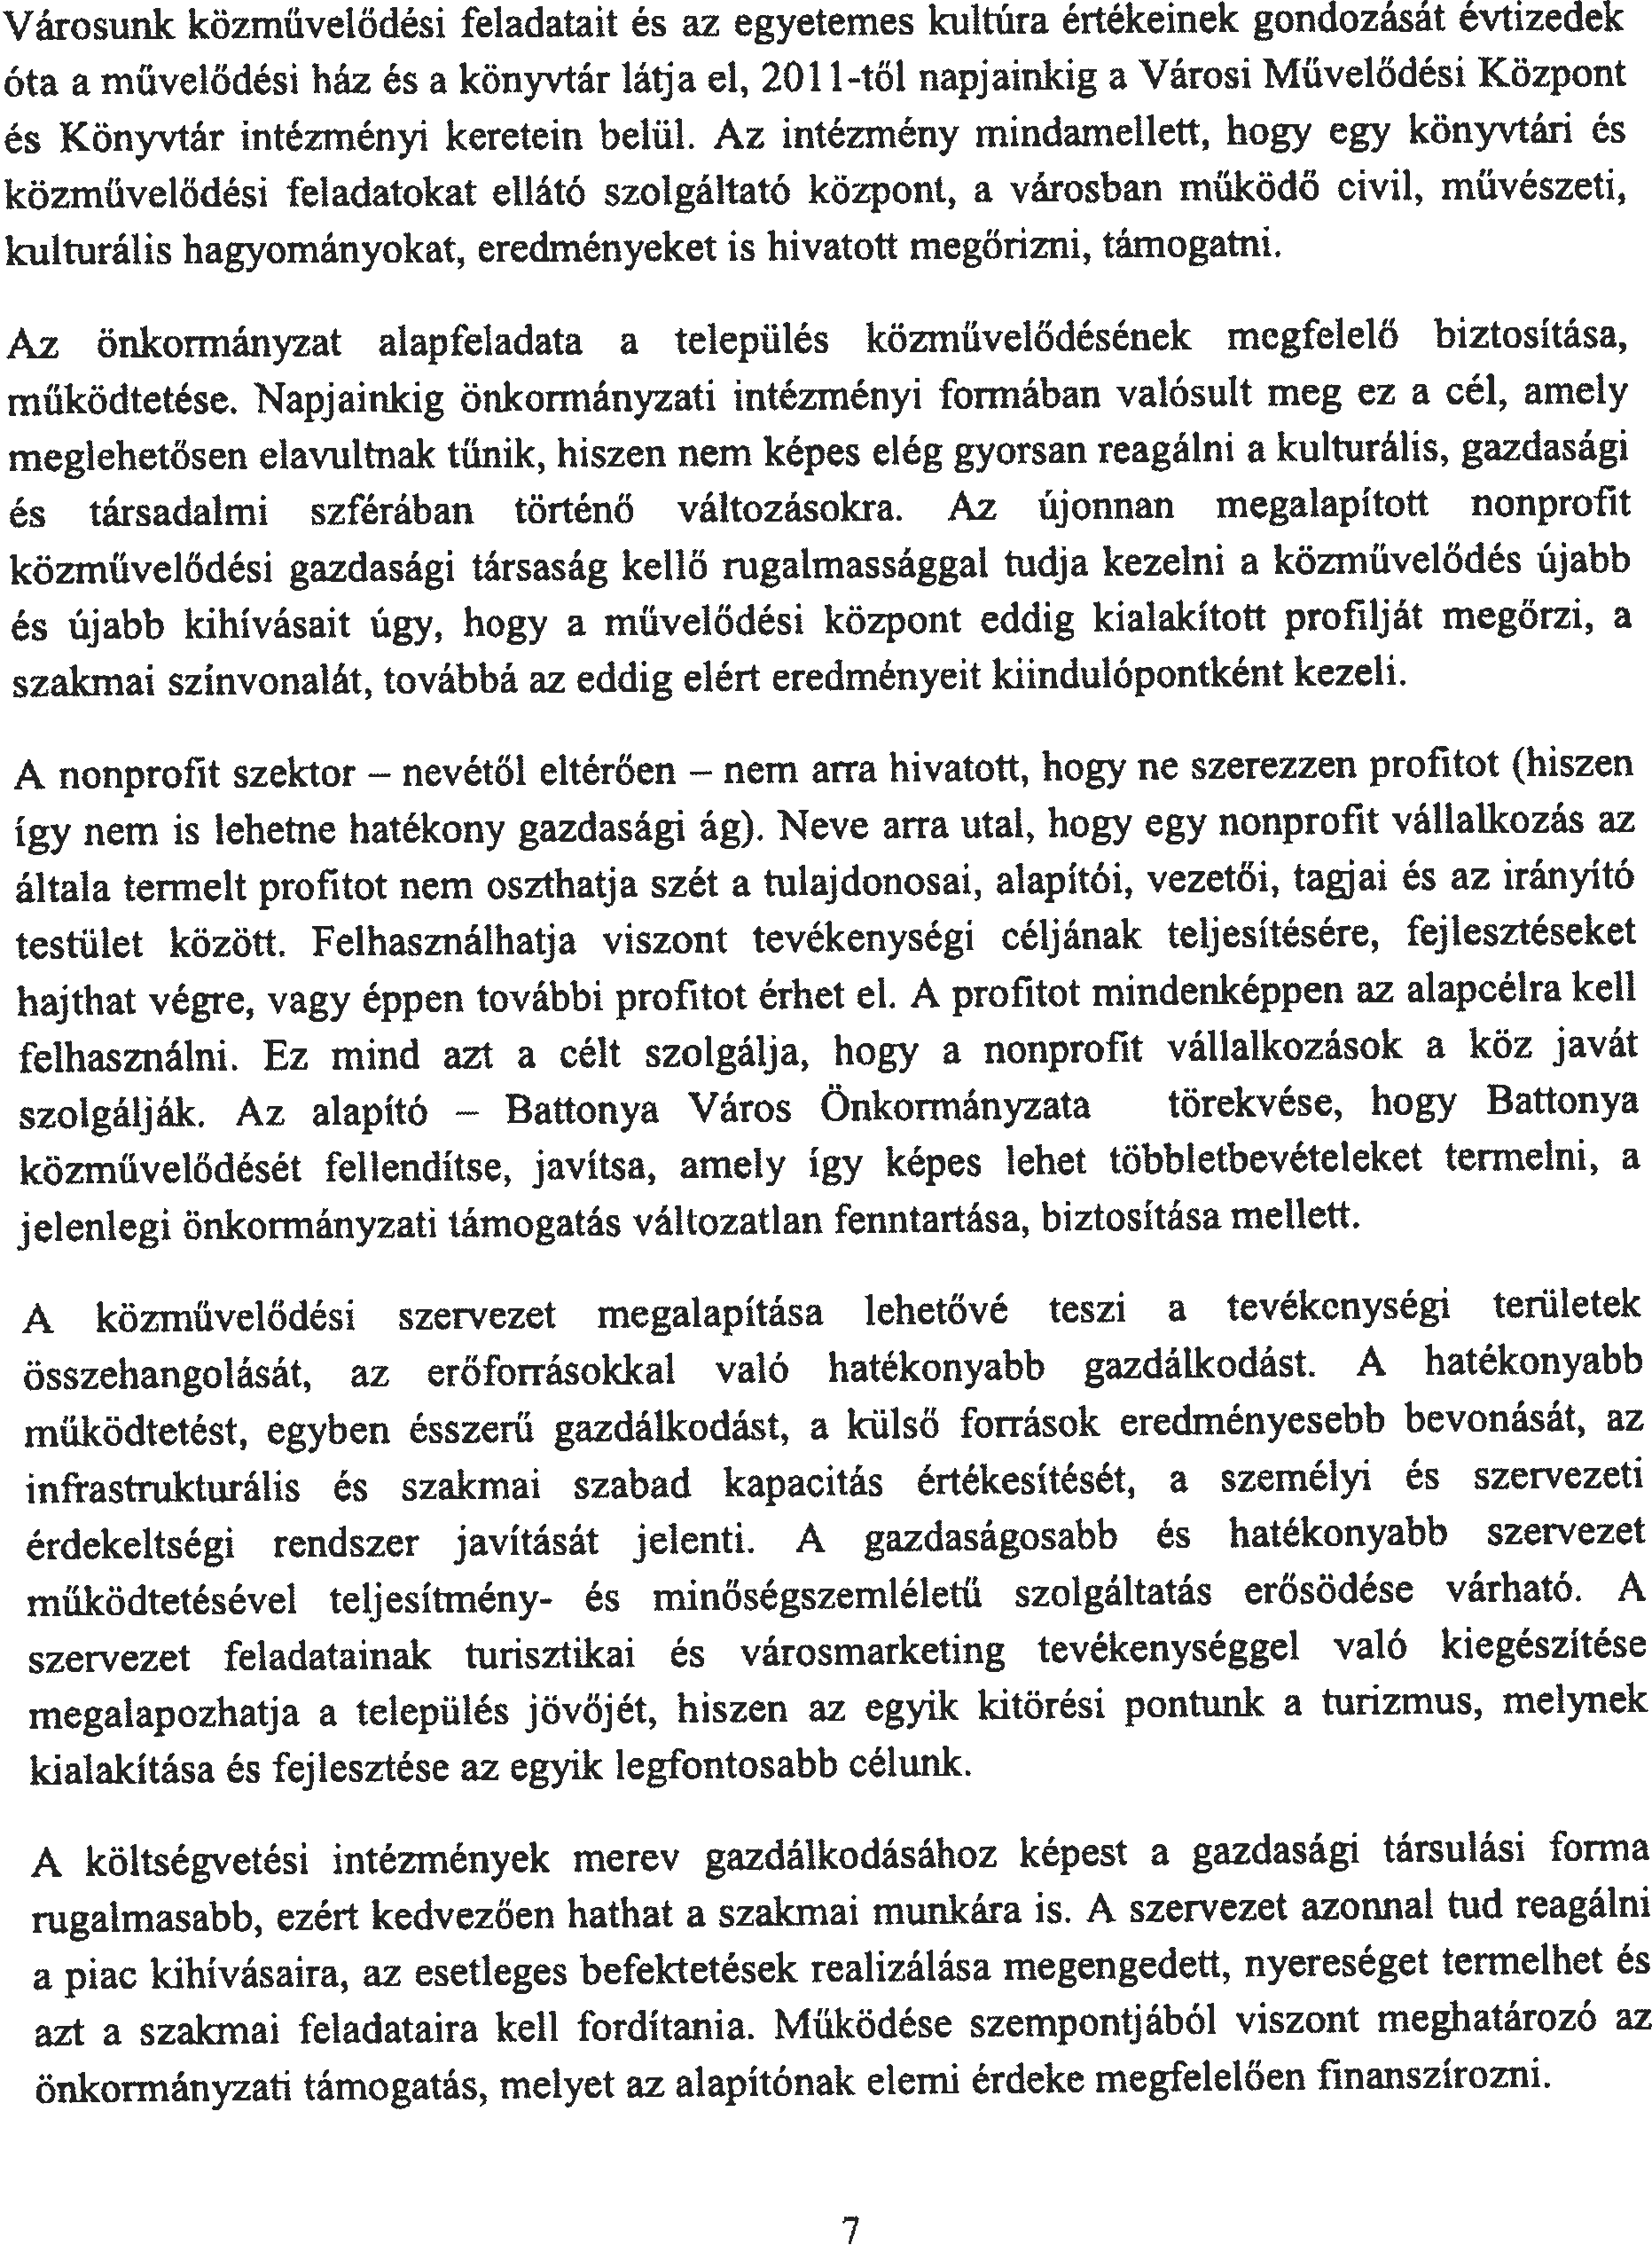 Városunk közművelődési feladatait és az egyetemes kultúra értékeinek gondozását évtizedek
óta a művelődési ház és a könyvtár látja el, 2011-től napjainkig a Városi Művelődési Központ
és Könyvtár intézményi keretein belül. Az intézmény mindamellett, hogy egy könyvtári és
közművelődési feladatokat ellátó szolgáltató központ, a városban működő civil, művészeti,
kulturális hagyományokat, eredményeket is hivatott megőrizni, támogatni.
Az önkormányzat alapfeladata a település közművelődésének megfelelő biztosítása,
működtetése. Napjainkig önkormányzati intézményi formában valósult meg ez a cél, amely
meglehetősen elavultnak tűnik, hiszen nem képes elég gyorsan reagálni a kulturális, gazdasági
és társadalmi szférában történő változásokra. Az újonnan megalapított nonprofit
közművelődési gazdasági társaság kellő rugalmassággal tudja kezelni a közművelődés újabb
és újabb kihívásait úgy, hogy a művelődési központ eddig kialakított profilját megőrzi, a
szakmai színvonalát, továbbá az eddig elért eredményeit kiindulópontként kezeli.
A nonprofit szektor – nevétől eltérően – nem arra hivatott, hogy ne szerezzen profitot (hiszen
így nem is lehetne hatékony gazdasági ág). Neve arra utal, hogy egy nonprofit vállalkozás az
általa termelt profitot nem oszthatja szét a tulajdonosai, alapítói, vezetői, tagjai és az irányító
testület között. Felhasználhatja viszont tevékenységi céljának teljesítésére, fejlesztéseket
hajthat végre, vagy éppen további profitot érhet el. A profitot mindenképpen az alapcélra kell
felhasználni. Ez mind azt a célt szolgálja, hogy a nonprofit vállalkozások a köz javát
szolgálják. Az alapító – Battonya Város Önkormányzata törekvése, hogy Battonya
közművelődését fellendítse, javítsa, amely így képes lehet többletbevételeket termelni, a
jelenlegi önkormányzati támogatás változatlan fenntartása, biztosítása mellett.
A közművelődési szervezet megalapítása lehetővé teszi a tevékenységi területek
összehangolását, az erőforrásokkal való hatékonyabb gazdálkodást. A hatékonyabb
működtetést, egyben ésszerű gazdálkodást, a külső források eredményesebb bevonását, az
infrastrukturális és szakmai szabad kapacitás értékesítését, a személyi és szervezeti
érdekeltségi rendszer javítását jelenti. A gazdaságosabb és hatékonyabb szervezet
működtetésével teljesítmény- és minőségszemléletű szolgáltatás erősödése várható. A
szervezet feladatainak turisztikai és városmarketing tevékenységgel való kiegészítése
megalapozhatja a település jövőjét, hiszen az egyik kitörési pontunk a turizmus, melynek
kialakítása és fejlesztése az egyik legfontosabb célunk.
A költségvetési intézmények merev gazdálkodásához képest a gazdasági társulási forma
rugalmasabb, ezért kedvezően hathat a szakmai munkára is. A szervezet azonnal tud reagálni
a piac kihívásaira, az esetleges befektetések realizálása megengedett, nyereséget termelhet és
azt a szakmai feladataira kell fordítania. Működése szempontjából viszont meghatározó az
önkormányzati támogatás, melyet az alapítónak elemi érdeke megfelelően finanszírozni.
7